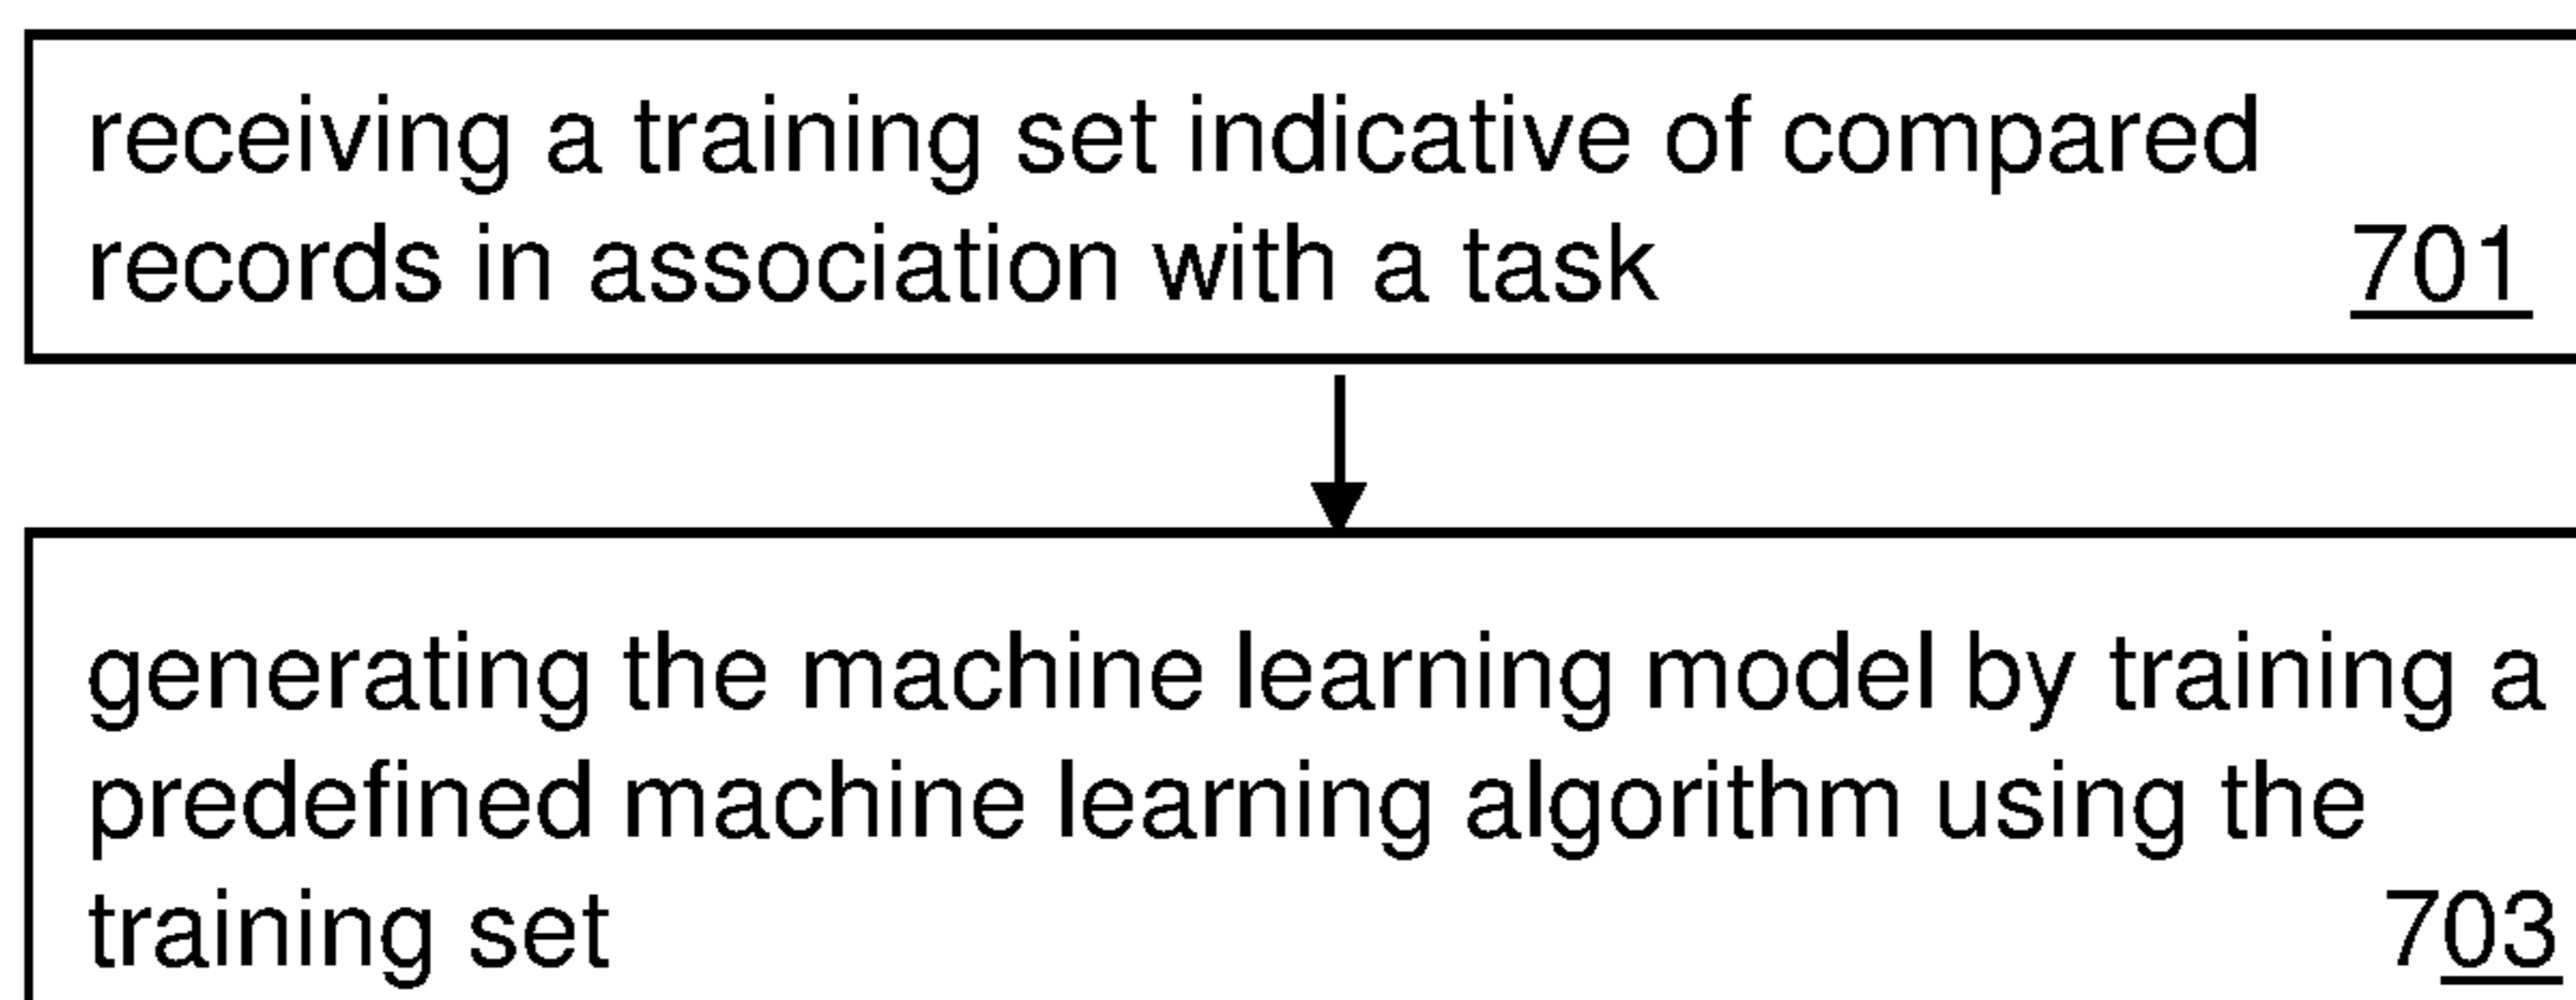 receiving a training set indicative of compared
records in association with a task 701
generating the machine learning model by training a
predefined machine learning algorithm using the
training set 703